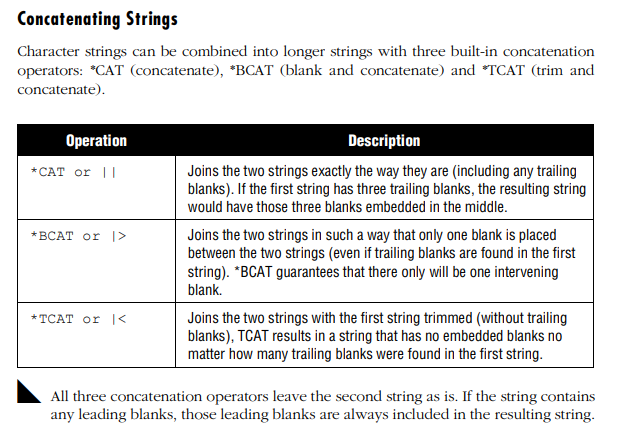 Concatenating Strings
Character strings can be combined into longer strings with three built-in concatenation
operators: *CAT (concatenate), *BCAT (blank and concatenate) and *TCAT (trim and
concatenate).
Operation Description
*CAT or || Joins the two strings exactly the way they are (including any trailing
blanks). If the first string has three trailing blanks, the resulting string
would have those three blanks embedded in the middle.
*BCAT or |> Joins the two strings in such a way that only one blank is placed
between the two strings (even if trailing blanks are found in the first
string). *BCAT guarantees that there only will be one intervening
blank.
*TCAT or |< Joins the two strings with the first string trimmed (without trailing
blanks), TCAT results in a string that has no embedded blanks no
matter how many trailing blanks were found in the first string.
All three concatenation operators leave the second string as is. If the string contains
any leading blanks, those leading blanks are always included in the resulting string.